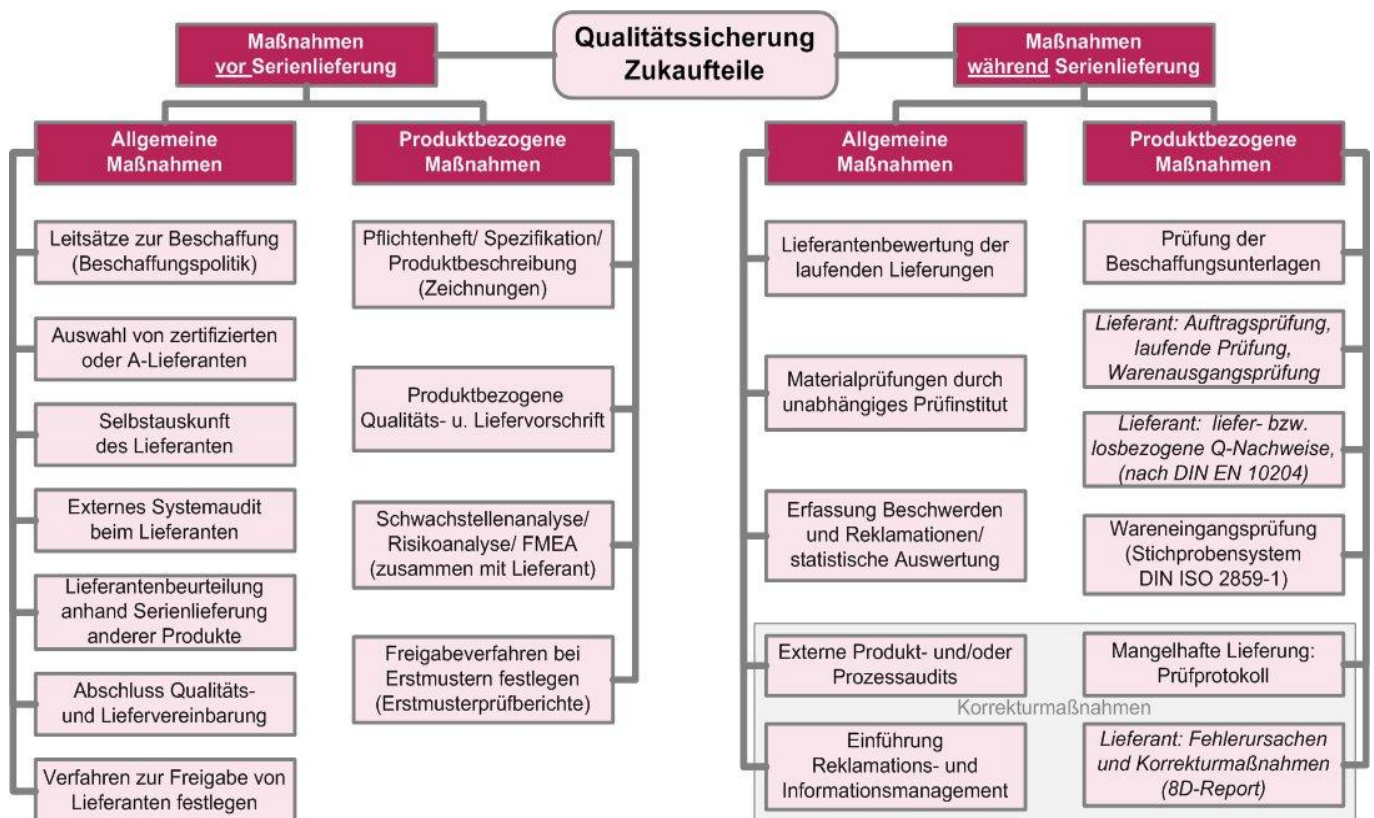 Qualitätssicherung
Zukaufteile
Maßnahmen
vor Serienlieferung
Allgemeine
Maßnahmen
Leitsätze zur Beschaffung
(Beschaffungspolitik)
Auswahl von zertifizierten
oder A-Lieferanten
Selbstauskunft
des Lieferanten
Externes Systemaudit
beim Lieferanten
Lieferantenbeurteilung
anhand Serienlieferung
anderer Produkte
Abschluss Qualitäts-
und Liefervereinbarung
Verfahren zur Freigabe von
Lieferanten festlegen
Produktbezogene
Maßnahmen
Pflichtenheft/ Spezifikation/
Produktbeschreibung
(Zeichnungen)
Produktbezogene
Qualitäts- u. Liefervorschrift
Schwachstellenanalyse/
Risikoanalyse/ FMEA
(zusammen mit Lieferant)
Freigabeverfahren bei
Erstmustern festlegen
(Erstmusterprüfberichte)
Maßnahmen
während Serienlieferung
Allgemeine
Maßnahmen
Lieferantenbewertung der
laufenden Lieferungen
Materialprüfungen durch
unabhängiges Prüfinstitut
Erfassung Beschwerden
und Reklamationen/
statistische Auswertung
Externe Produkt- und/oder
Prozessaudits
Einführung
Reklamations- und
Informationsmanagement
Produktbezogene
Maßnahmen
Prüfung der
Beschaffungsunterlagen
Lieferant: Auftragsprüfung,
laufende Prüfung,
Warenausgangsprüfung
Lieferant: liefer- bzw.
losbezogene Q-Nachweise,
(nach DIN EN 10204)
Wareneingangsprüfung
(Stichprobensystem
DIN ISO 2859-1)
Mangelhafte Lieferung:
Prüfprotokoll
Korrekturmaßnahmen
Lieferant: Fehlerursachen
und Korrekturmaßnahmen
(8D-Report)